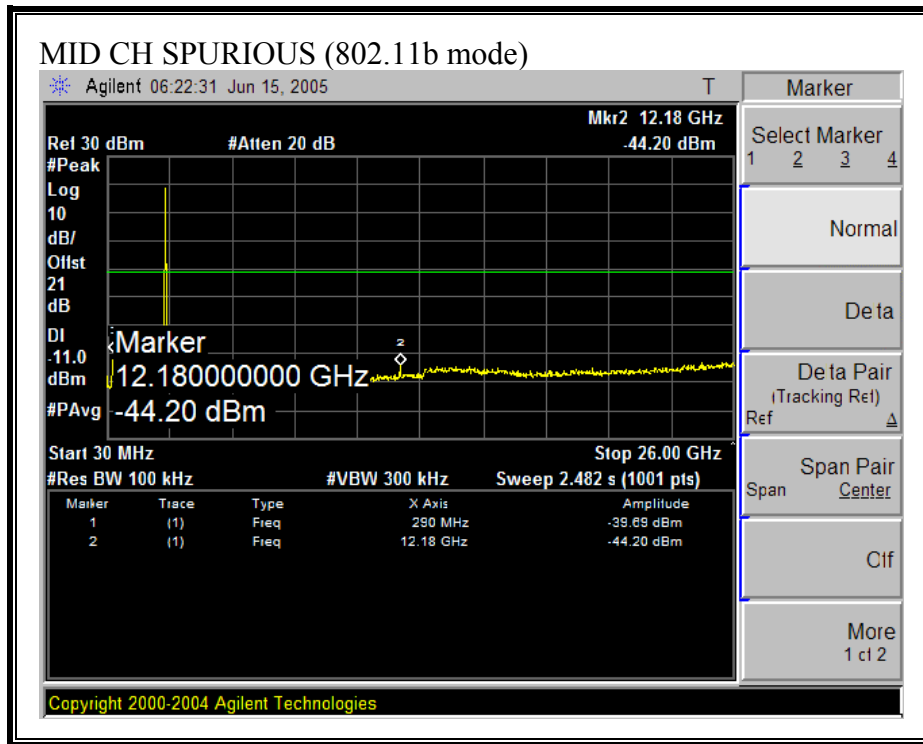 MID CH SPURIOUS (802.11b mode)
Agilent 06:22:31 Jun 15, 2005 T
Mkr2 12.18 GHz
Ref 30 dBm #Atten 20 dB -44.20 dBm
#Peak
Log
10
dB/
Offst
21
dB
DI
-11.0
dBm
#PAvg
2
Marker
12.180000000 GHz
-44.20 dBm
Start 30 MHz Stop 26.00 GHz
#Res BW 100 kHz #VBW 300 kHz Sweep 2.482 s (1001 pts)
Marker Trace Type X Axis Amplitude
1 (1) Freq 290 MHz -39.69 dBm
2 (1) Freq 12.18 GHz -44.20 dBm
Copyright 2000-2004 Agilent Technologies
Marker
Select Marker
1 2 3 4
Normal
Delta
Delta Pair
(Tracking Ref)
Ref Δ
Span Pair
Span Center
Off
More
1 of 2